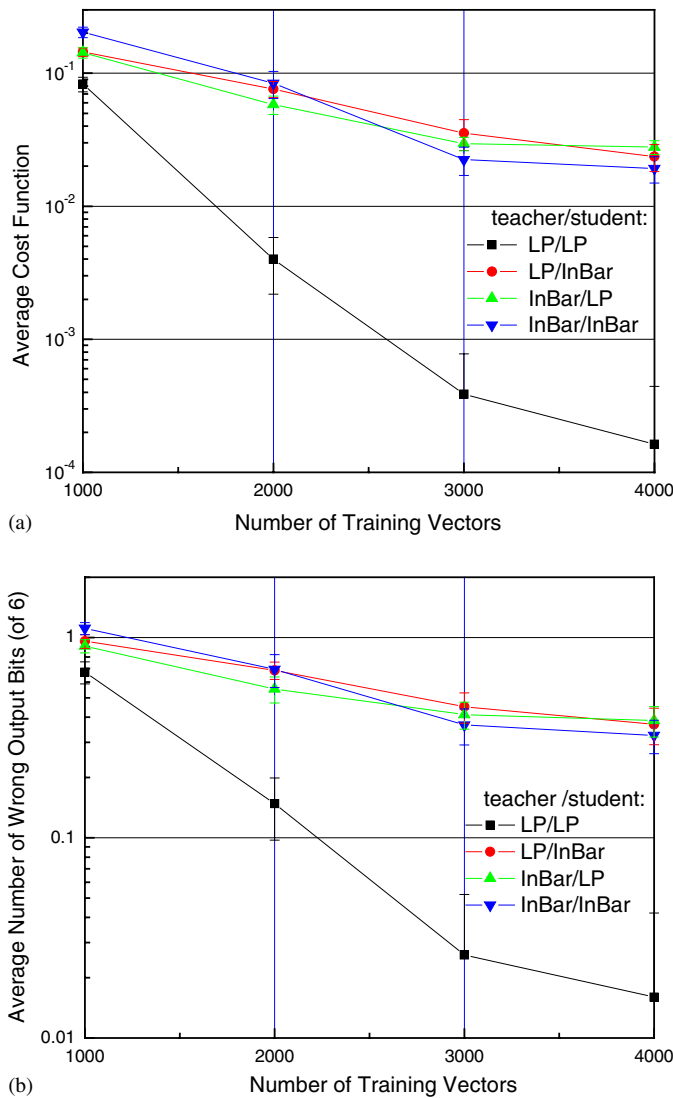 10⁻¹
10⁻²
10⁻³
10⁻⁴
Average Cost Function
teacher/student:
LP/LP
LP/InBar
InBar/LP
InBar/InBar
1000 2000 3000 4000
(a)
Number of Training Vectors
1
0.1
0.01
Average Number of Wrong Output Bits (of 6)
teacher /student:
LP/LP
LP/InBar
InBar/LP
InBar/InBar
1000 2000 3000 4000
(b)
Number of Training Vectors